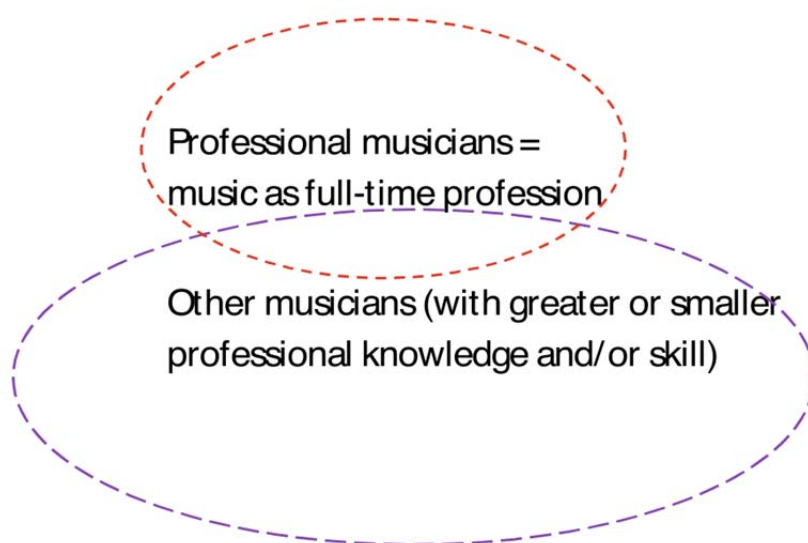 Professional musicians =
music as full-time profession
Other musicians (with greater or smaller
professional knowledge and/or skill)